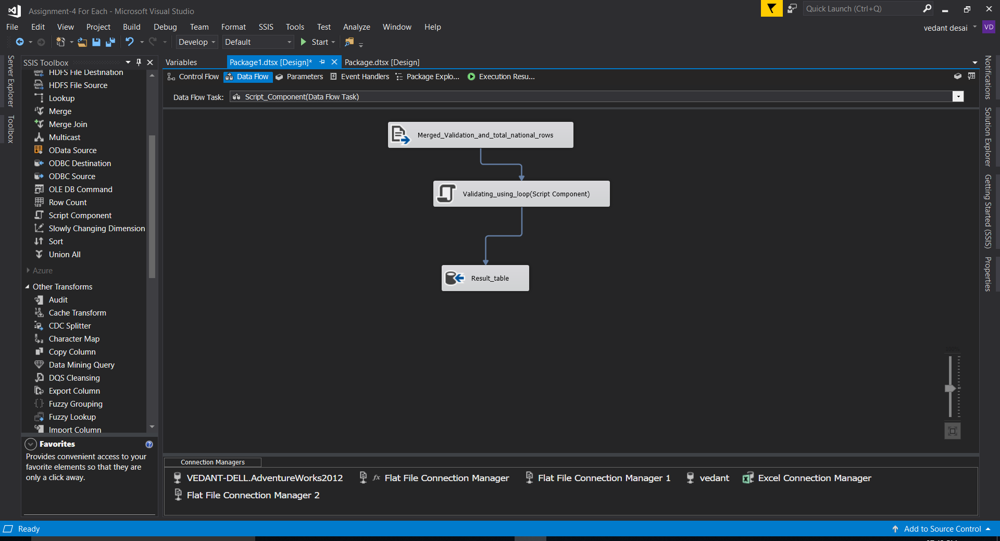 Assignment-4 For Each - Microsoft Visual Studio
Quick Launch (Ctrl+Q)
File Edit View Project Build Debug Team Format SSIS Tools Test Analyze Window Help
vedant desai VD
Develop Default Start
Server Explorer
Toolbox
SSIS Toolbox
HDFS File Destination
HDFS File Source
Lookup
Merge
Merge Join
Multicast
OData Source
ODBC Destination
ODBC Source
OLE DB Command
Row Count
Script Component
Slowly Changing Dimension
Sort
Union All
Azure
Other Transforms
Audit
Cache Transform
CDC Splitter
Character Map
Copy Column
Data Mining Query
DQS Cleansing
Export Column
Fuzzy Grouping
Fuzzy Lookup
Import Column
Favorites
Provides convenient access to your
favorite elements so that they are
only a click away.
Variables Package1.dtsx [Design]* Package.dtsx [Design]
Control Flow Data Flow Parameters Event Handlers Package Explo... Execution Resu...
Data Flow Task: Script_Component(Data Flow Task)
Merged_Validation_and_total_national_rows
Validating_using_loop(Script Component)
Result_table
100%
Connection Managers
VEDANT-DELL.AdventureWorks2012 fx Flat File Connection Manager Flat File Connection Manager 1 vedant Excel Connection Manager
Flat File Connection Manager 2
Notifications
Solution Explorer
Getting Started (SSIS)
Properties
Ready
Add to Source Control